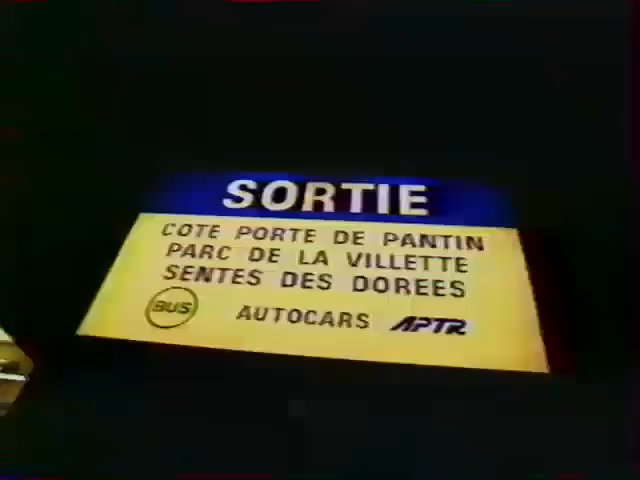 SORTIE
COTE PORTE DE PANTIN
PARC DE LA VILLETTE
SENTES DES DOREES
BUS AUTOCARS APTR